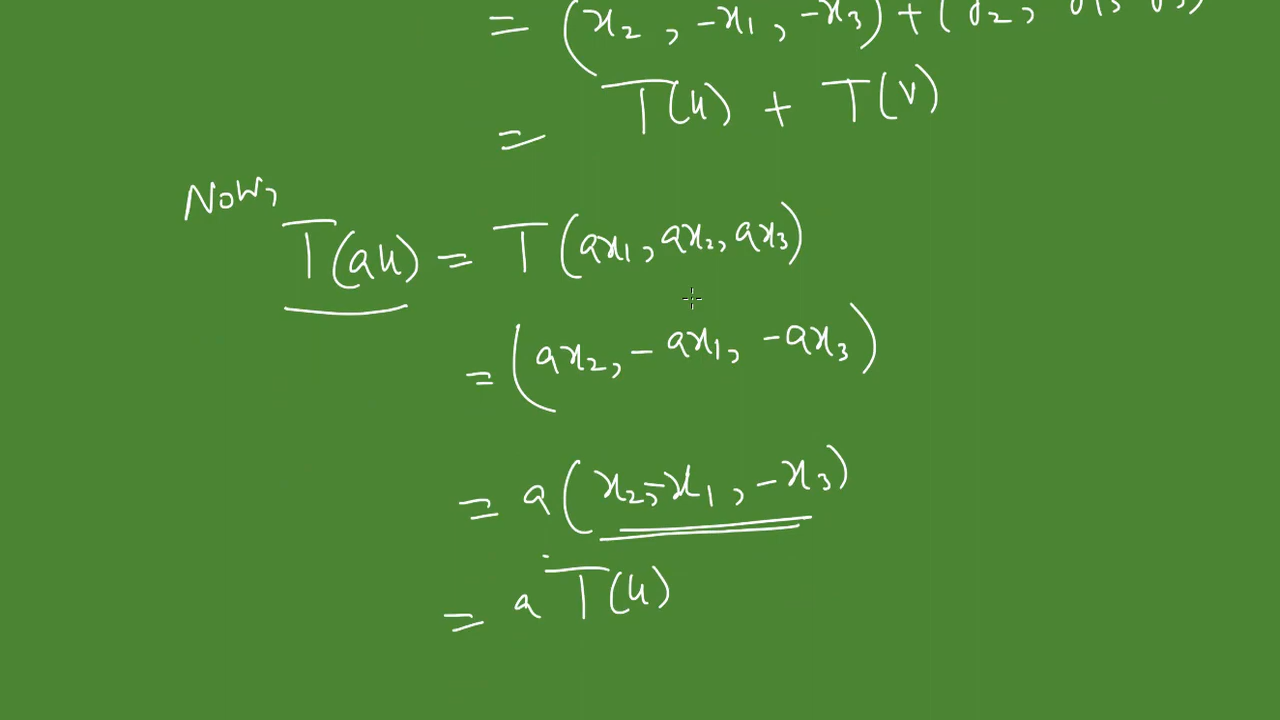 = (x₂, -x₁, -x₃) + (
= T(u) + T(v)
Now,
T(au) = T(ax₁, ax₂, ax₃)
= (ax₂, -ax₁, -ax₃)
= a(x₂, -x₁, -x₃)
= a T(u)